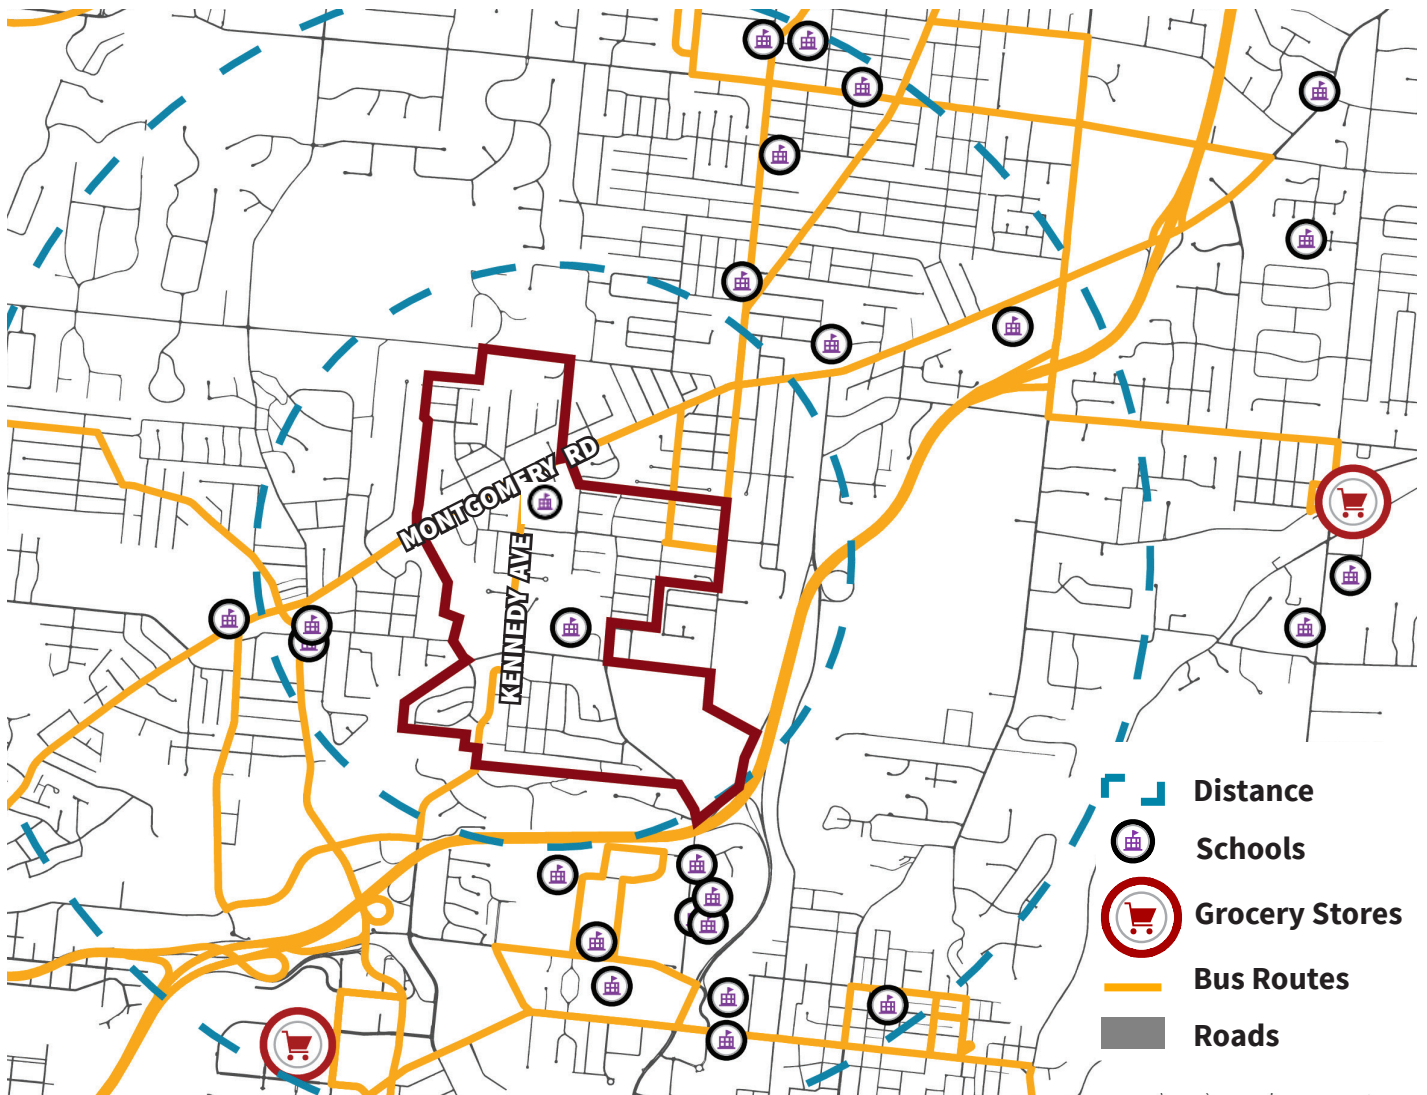 MONTGOMERY RD
KENNEDY AVE
Distance
Schools
Grocery Stores
Bus Routes
Roads